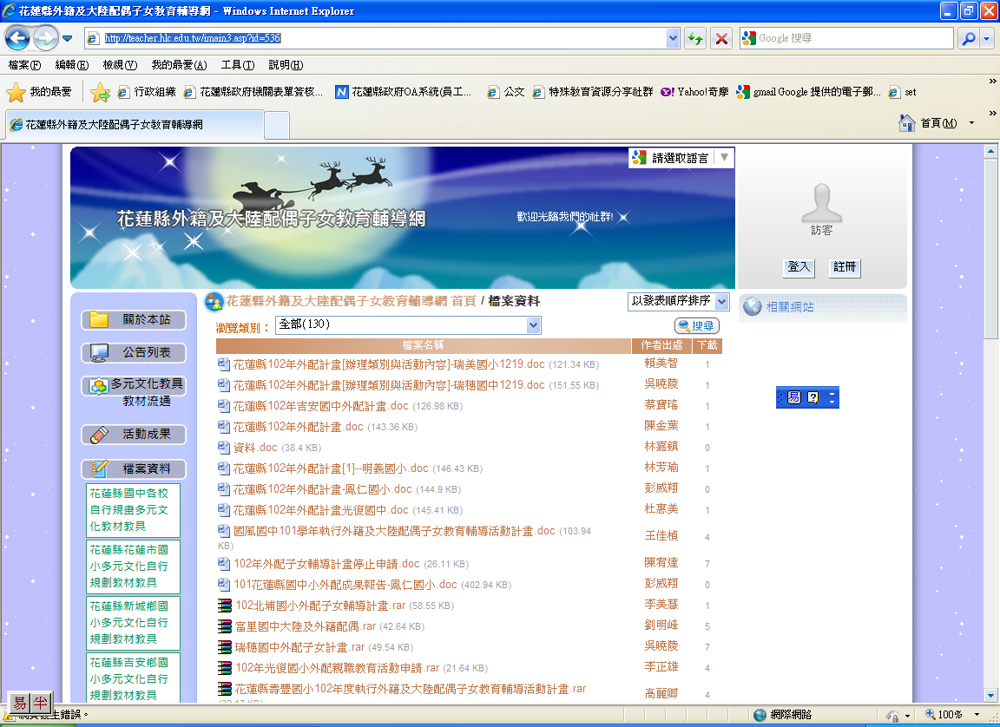 花蓮縣外籍及大陸配偶子女教育輔導網 - Windows Internet Explorer
http://teacher.hlc.edu.tw/imain3.asp?id=536
Google 搜尋
檔案(F) 編輯(E) 檢視(V) 我的最愛(A) 工具(T) 說明(H)
我的最愛 行政組織 花蓮縣政府機關表單簽核... 花蓮縣政府OA系統(員工... 公文 特殊教育資源分享社群 Yahoo!奇摩 gmail Google 提供的電子郵... set
花蓮縣外籍及大陸配偶子女教育輔導網
首頁(M)
請選取語言
花蓮縣外籍及大陸配偶子女教育輔導網
歡迎光臨我們的社群!
訪客
登入 註冊
關於本站
公告列表
多元文化教具教材流通
活動成果
檔案資料
花蓮縣國中各校
自行規畫多元文
化教材教具
花蓮縣花蓮市國
小多元文化自行
規劃教材教具
花蓮縣新城鄉國
小多元文化自行
規劃教材教具
花蓮縣吉安鄉國
小多元文化自行
規劃教材教具
花蓮縣外籍及大陸配偶子女教育輔導網 首頁 / 檔案資料
以發表順序排序
瀏覽類別: 全部(130)
搜尋
相關網站
檔案名稱 作者出處 下載
花蓮縣102年外配計畫[辦理類別與活動內容]-瑞美國小1219.doc (121.34 KB) 賴美智 1
花蓮縣102年外配計畫[辦理類別與活動內容]-瑞穗國中1219.doc (151.55 KB) 吳曉陵 1
花蓮縣102年吉安國中外配計畫.doc (126.98 KB) 蔡寶瑤 1
花蓮縣102年外配計畫.doc (143.36 KB) 陳金葉 1
資料.doc (38.4 KB) 林嘉鎮 0
花蓮縣102年外配計畫[1]--明義國小.doc (146.43 KB) 林芳瑜 1
花蓮縣102年外配計畫-鳳仁國小.doc (144.9 KB) 彭威翔 0
花蓮縣102年外配計畫光復國中.doc (145.41 KB) 杜惠美 1
國風國中101學年執行外籍及大陸配偶子女教育輔導活動計畫.doc (103.94
KB) 王佳楨 4
102年外配子女輔導計畫停止申請.doc (26.11 KB) 陳宥達 7
101花蓮縣國中小外配成果報告-鳳仁國小.doc (402.94 KB) 彭威翔 0
102北埔國小外配子女輔導計畫.rar (58.55 KB) 李美慧 1
富里國中大陸及外籍配偶.rar (42.64 KB) 劉明峰 5
瑞穗國中外配子女計畫.rar (49.54 KB) 吳曉陵 7
102年光復國小外配親職教育活動申請.rar (21.64 KB) 李正雄 4
花蓮縣壽豐國小102年度執行外籍及大陸配偶子女教育輔導活動計畫.rar 高麗卿 4
易
易 半
網頁發生錯誤。
網際網路
100%